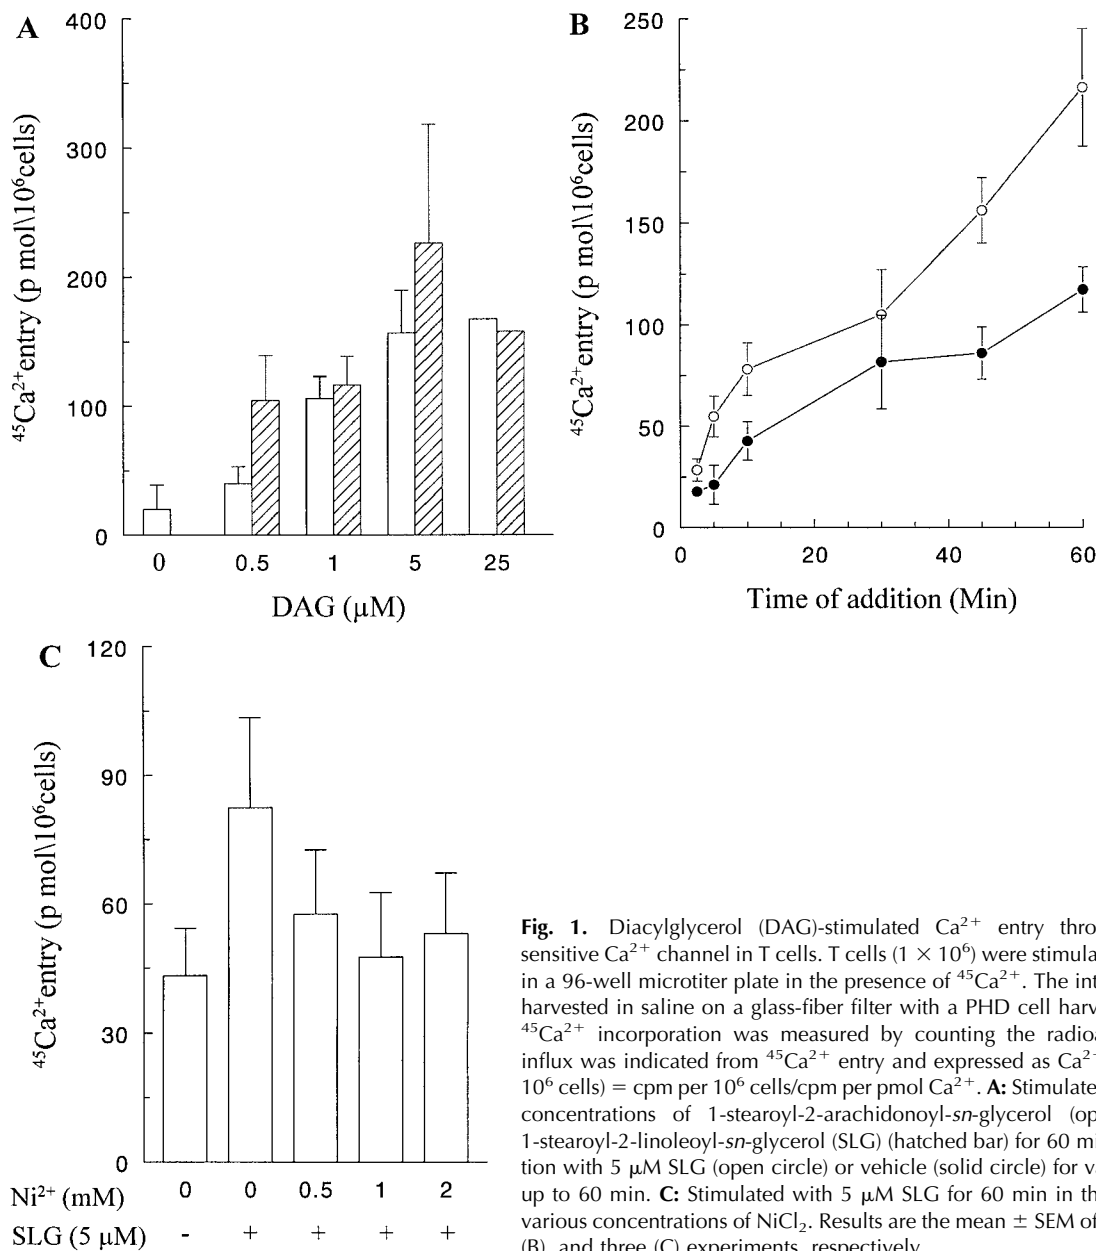 A
400
300
200
100
0
⁴⁵Ca²⁺entry (p mol\10⁶cells)
0 0.5 1 5 25
DAG (µM)
B
250
200
150
100
50
0
⁴⁵Ca²⁺entry (p mol\10⁶cells)
0 20 40 60
Time of addition (Min)
C
120
90
60
30
0
⁴⁵Ca²⁺entry (p mol\10⁶cells)
Ni²⁺ (mM) 0 0 0.5 1 2
SLG (5 µM) - + + + +
Fig. 1. Diacylglycerol (DAG)-stimulated Ca²⁺ entry thro
sensitive Ca²⁺ channel in T cells. T cells (1 × 10⁶) were stimula
in a 96-well microtiter plate in the presence of ⁴⁵Ca²⁺. The int
harvested in saline on a glass-fiber filter with a PHD cell harv
⁴⁵Ca²⁺ incorporation was measured by counting the radioa
influx was indicated from ⁴⁵Ca²⁺ entry and expressed as Ca²
10⁶ cells) = cpm per 10⁶ cells/cpm per pmol Ca²⁺. A: Stimulate
concentrations of 1-stearoyl-2-arachidonoyl-sn-glycerol (op
1-stearoyl-2-linoleoyl-sn-glycerol (SLG) (hatched bar) for 60 mi
tion with 5 µM SLG (open circle) or vehicle (solid circle) for v
up to 60 min. C: Stimulated with 5 µM SLG for 60 min in th
various concentrations of NiCl₂. Results are the mean ± SEM of
(B), and three (C) experiments, respectively